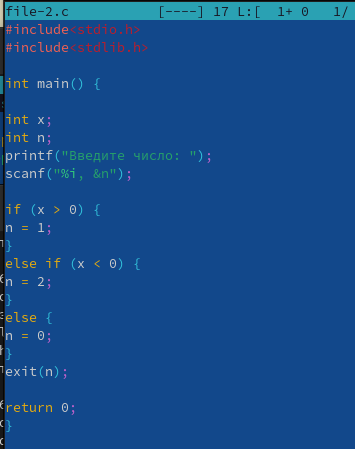 file-2.c [----] 17 L:[ 1+ 0 1/
#include<stdio.h>
#include<stdlib.h>
int main() {
int x;
int n;
printf("Введите число: ");
scanf("%i, &n");
if (x > 0) {
n = 1;
}
else if (x < 0) {
n = 2;
}
else {
n = 0;
}
exit(n);
return 0;
}